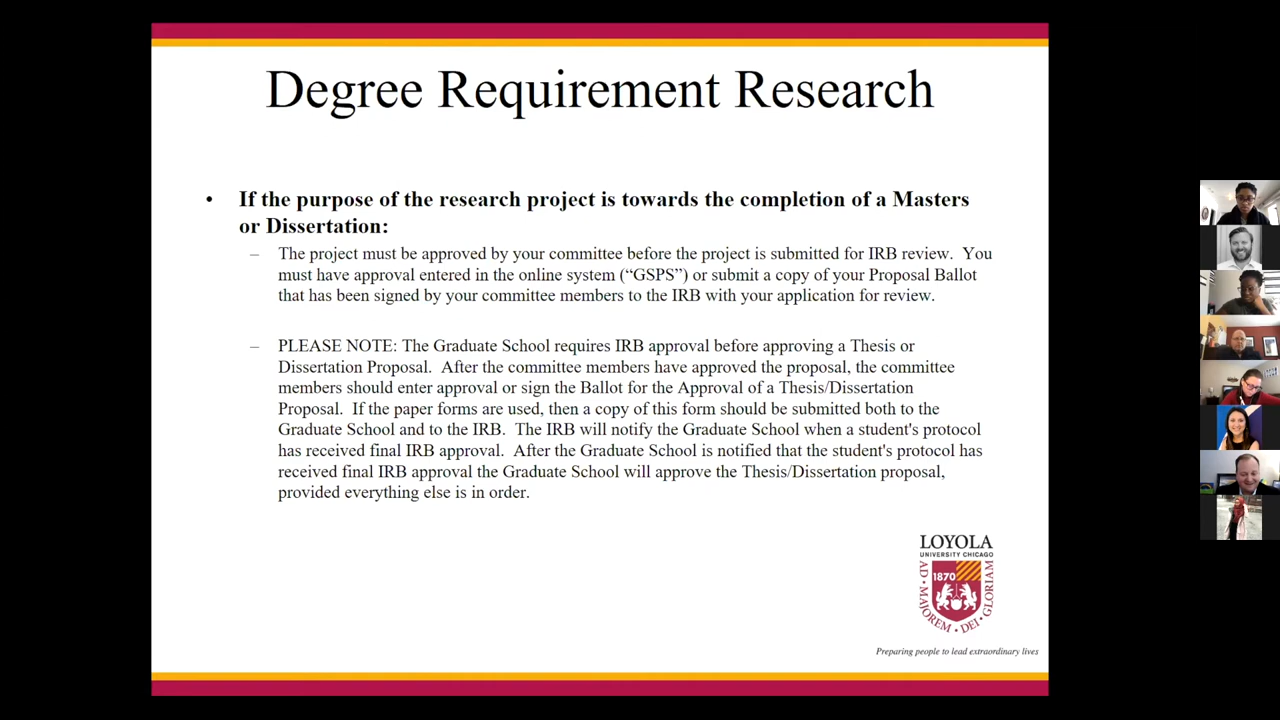 Degree Requirement Research
• If the purpose of the research project is towards the completion of a Masters
or Dissertation:
– The project must be approved by your committee before the project is submitted for IRB review.  You
must have approval entered in the online system (“GSPS”) or submit a copy of your Proposal Ballot
that has been signed by your committee members to the IRB with your application for review.
– PLEASE NOTE: The Graduate School requires IRB approval before approving a Thesis or
Dissertation Proposal.  After the committee members have approved the proposal, the committee
members should enter approval or sign the Ballot for the Approval of a Thesis/Dissertation
Proposal.  If the paper forms are used, then a copy of this form should be submitted both to the
Graduate School and to the IRB.  The IRB will notify the Graduate School when a student's protocol
has received final IRB approval.  After the Graduate School is notified that the student's protocol has
received final IRB approval the Graduate School will approve the Thesis/Dissertation proposal,
provided everything else is in order.
LOYOLA
UNIVERSITY CHICAGO
1870
AD • MAJOREM • DEI • GLORIAM
Preparing people to lead extraordinary lives